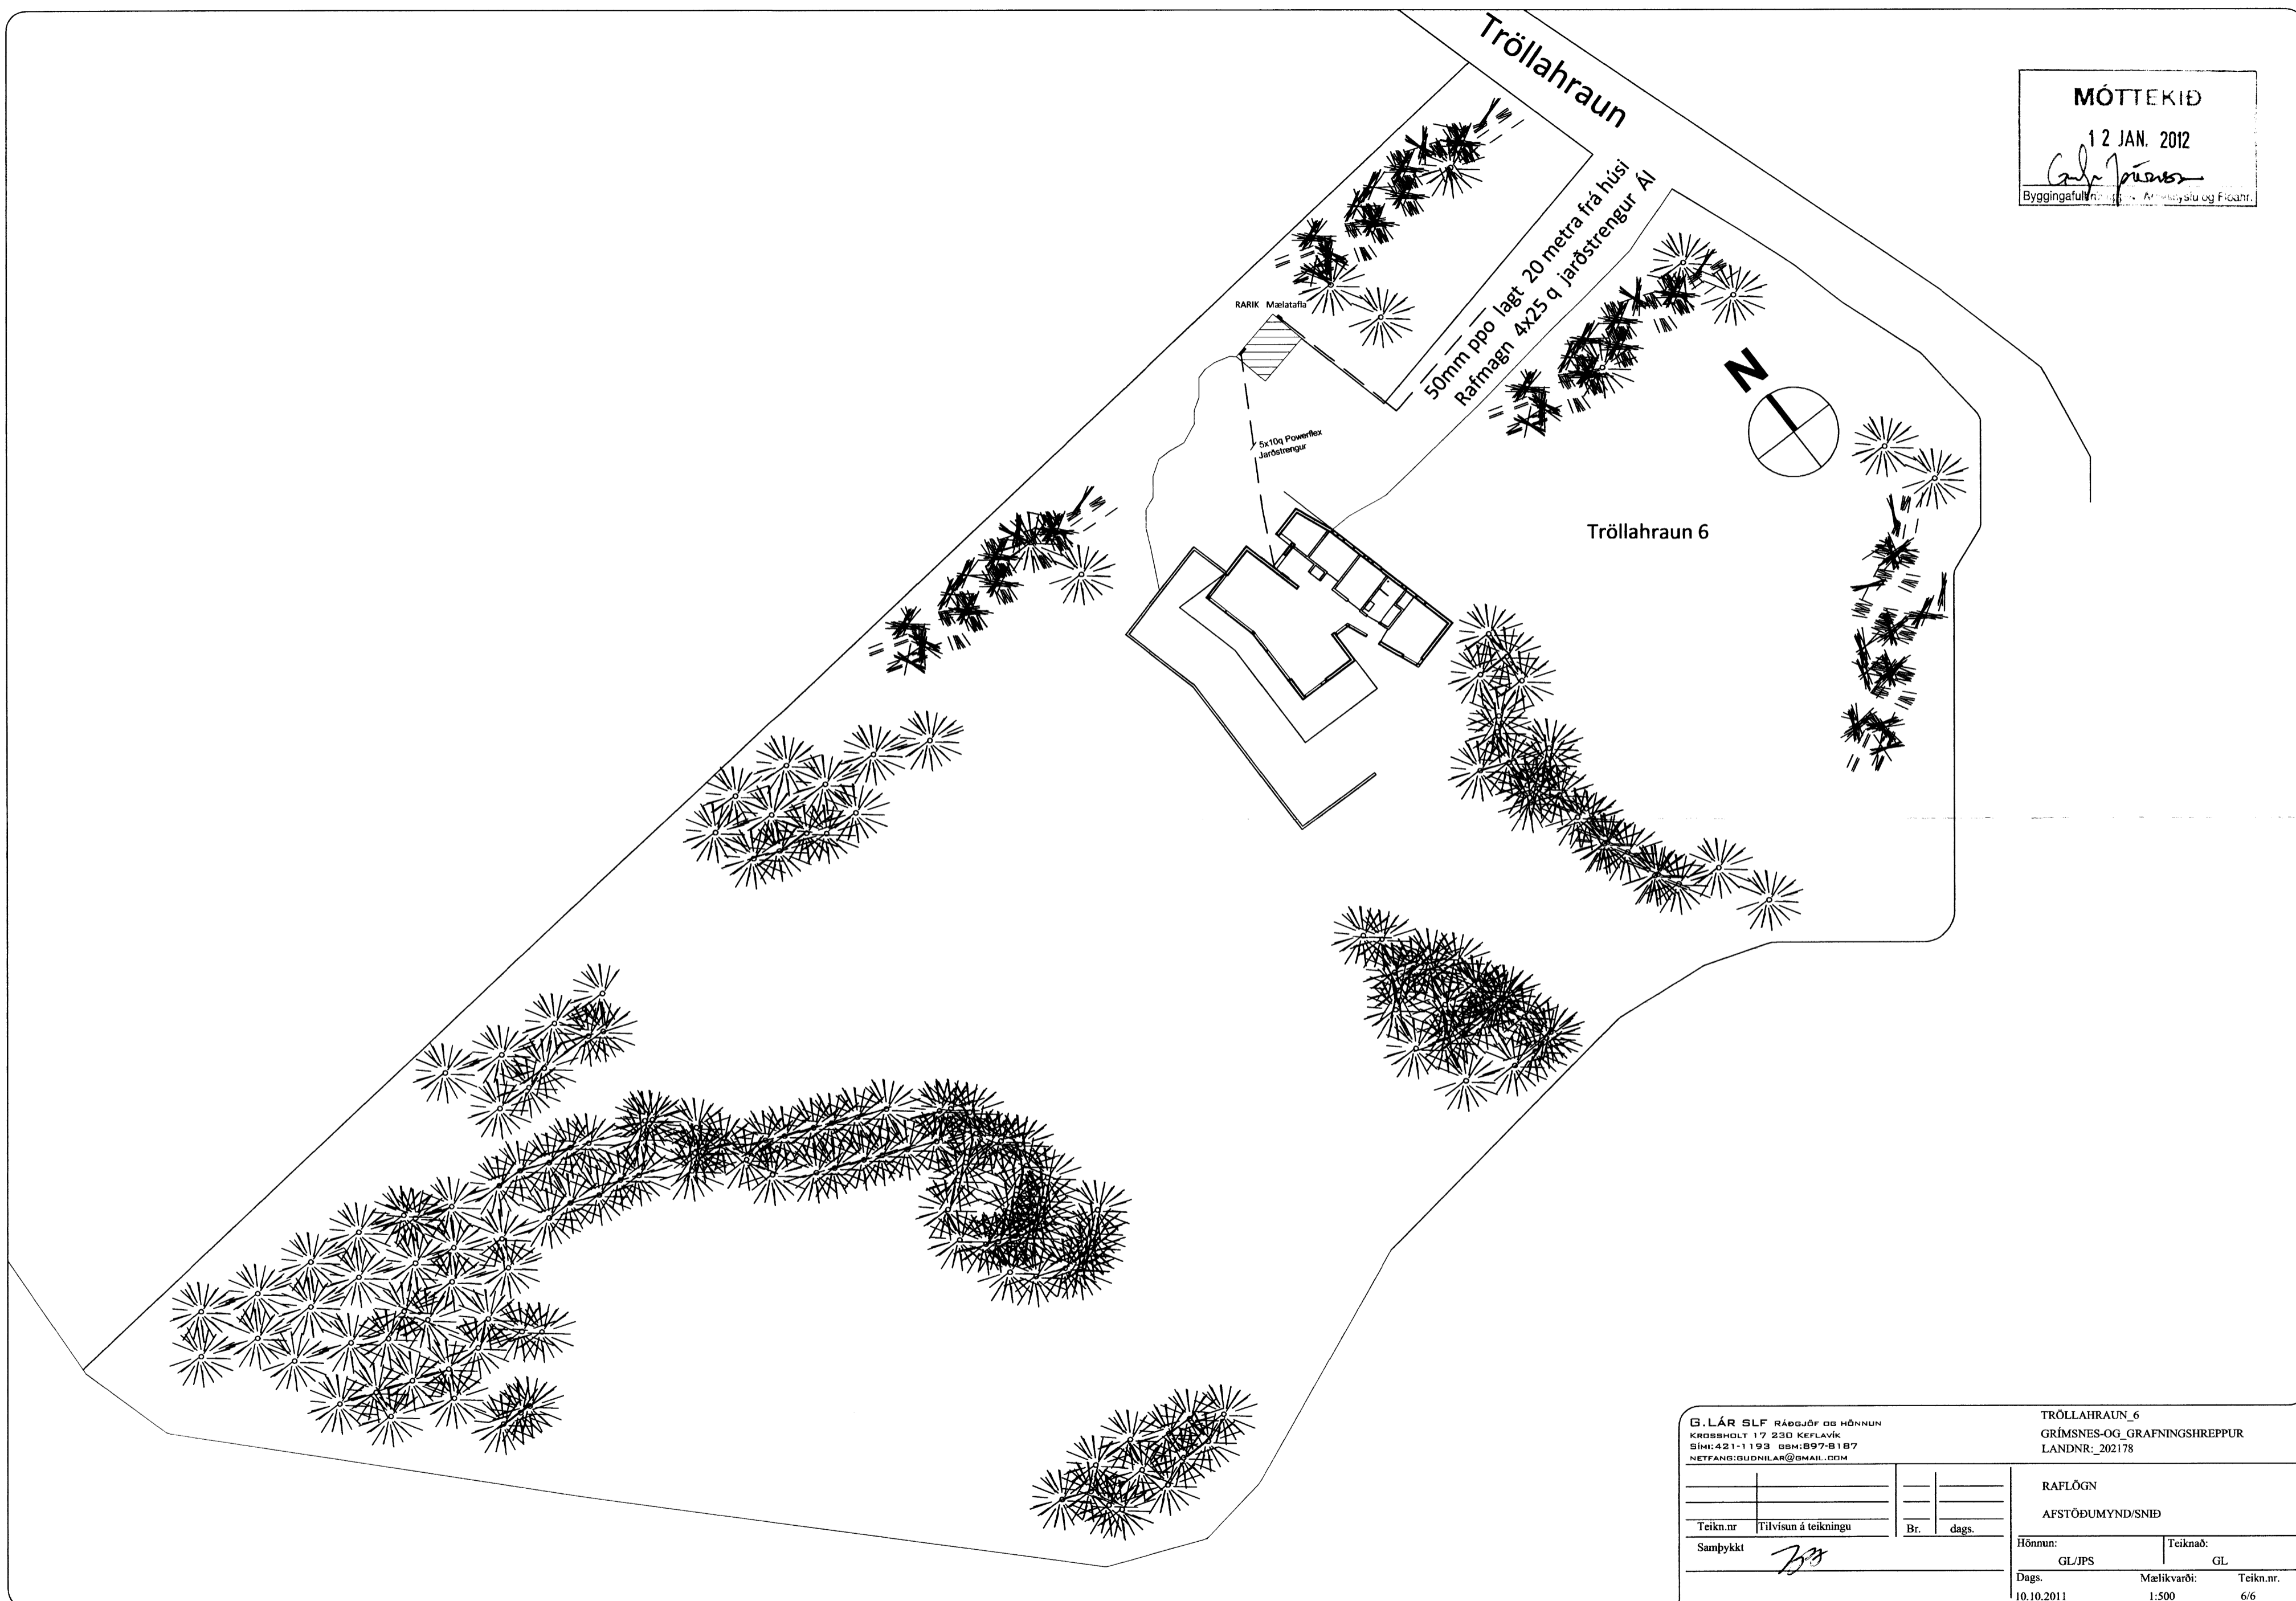 Tröllahraun
MÓTTEKIÐ
12 JAN. 2012
50mm ppo lagt 20 metra frá húsi
Rafmagn 4x25 q jarðstrengur Ál
RARIK Mælatafla
N
5x10q Powerflex
Jarðstrengur
Tröllahraun 6
G.LÁR SLF RÁÐGJÖF OG HÖNNUN
KROSSHOLT 17 230 KEFLAVÍK
SÍMI:421-1193 GSM:897-8187
NETFANG:GUDNILAR@GMAIL.COM
TRÖLLAHRAUN_6
GRÍMSNES-OG_GRAFNINGSHREPPUR
LANDNR:_202178
RAFLÖGN
AFSTÖÐUMYND/SNIÐ
Teikn.nr Tilvísun á teikningu Br. dags.
Samþykkt
Hönnun: Teiknað:
GL/JPS GL
Dags. Mælikvarði: Teikn.nr.
10.10.2011 1:500 6/6